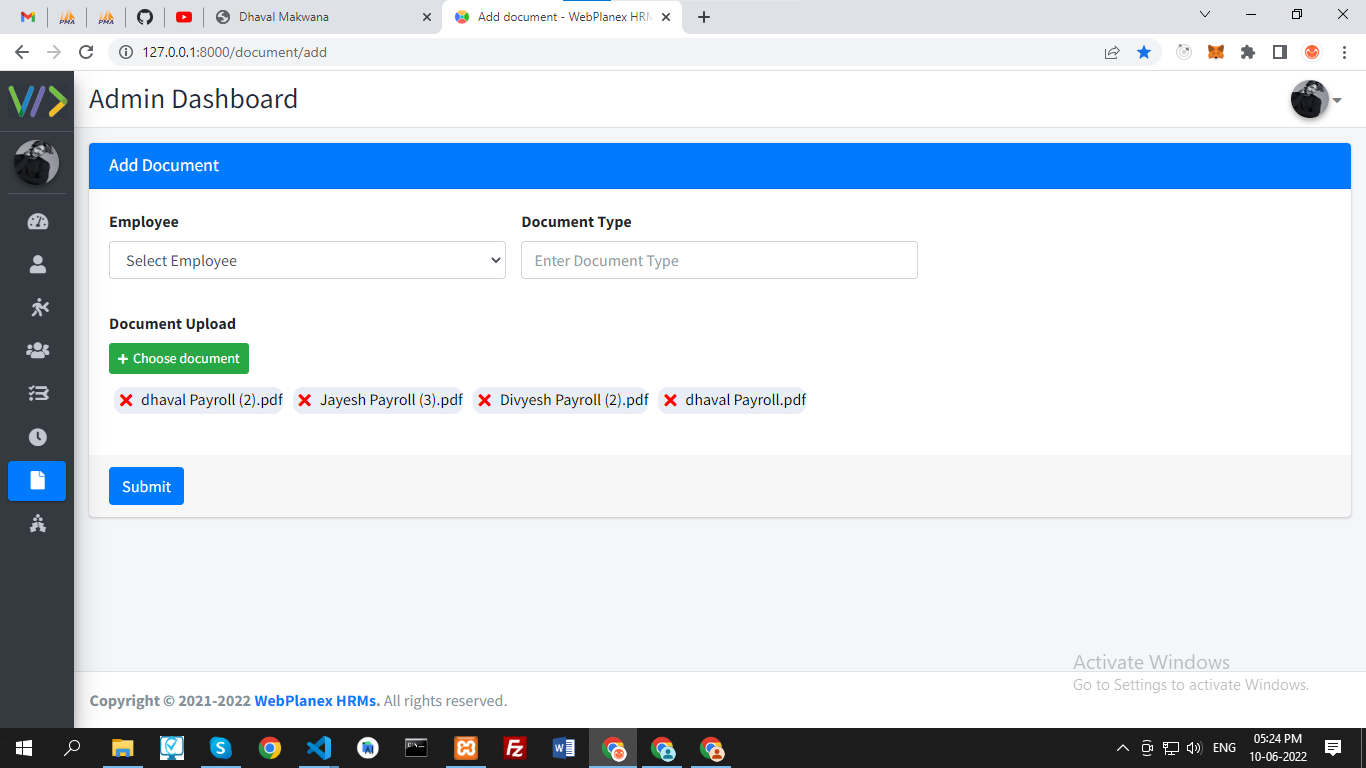 PMA
PMA
Dhaval Makwana
Add document - WebPlanex HRM
127.0.0.1:8000/document/add
Admin Dashboard
Add Document
Employee
Document Type
Select Employee
Enter Document Type
Document Upload
Choose document
dhaval Payroll (2).pdf
Jayesh Payroll (3).pdf
Divyesh Payroll (2).pdf
dhaval Payroll.pdf
Submit
Activate Windows
Go to Settings to activate Windows.
Copyright © 2021-2022 WebPlanex HRMs. All rights reserved.
ENG
05:24 PM
10-06-2022